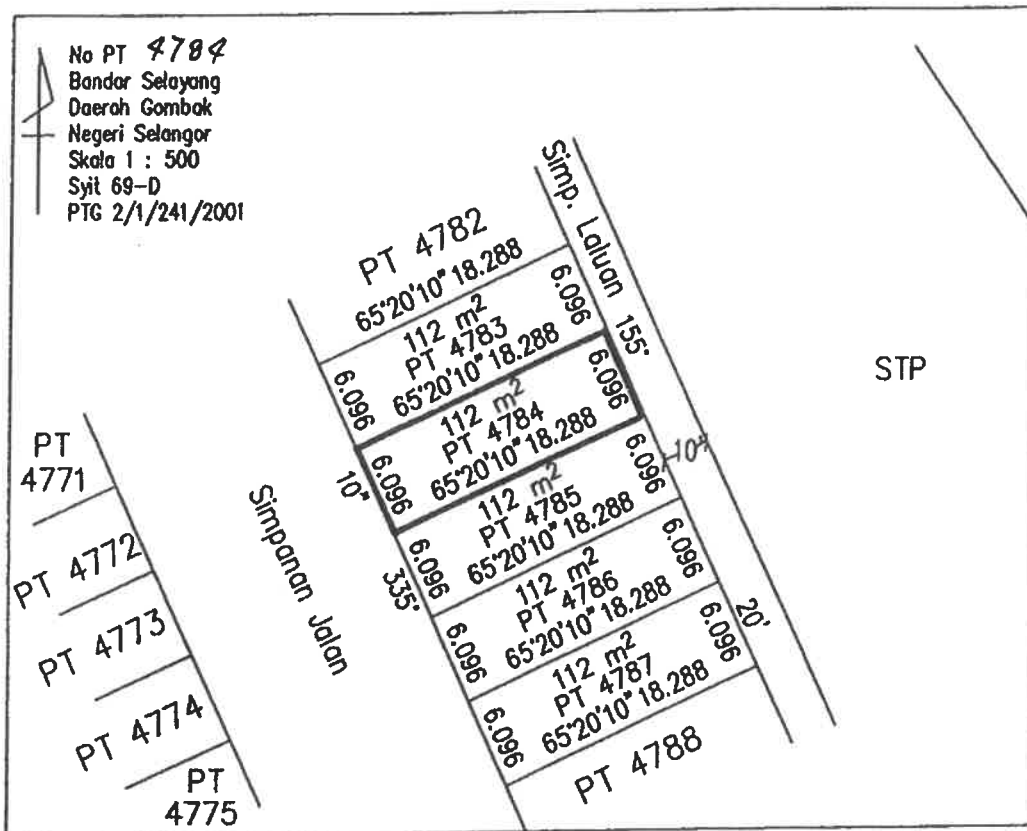 No PT 4784
Bandar Selayang
Daerah Gombak
Negeri Selangor
Skala 1 : 500
Syit 69-D
PTG 2/1/241/2001
Simp. Laluan 155°
20'
10"
STP
PT 4782
65°20'10" 18.288
6.096
112 m²
PT 4783
65°20'10" 18.288
6.096
6.096
112 m²
PT 4784
65°20'10" 18.288
6.096
6.096
112 m²
PT 4785
65°20'10" 18.288
6.096
6.096
112 m²
PT 4786
65°20'10" 18.288
6.096
6.096
112 m²
PT 4787
65°20'10" 18.288
6.096
PT 4788
10"
335°
Simpanan Jalan
PT
4771
PT 4772
PT 4773
PT 4774
PT
4775